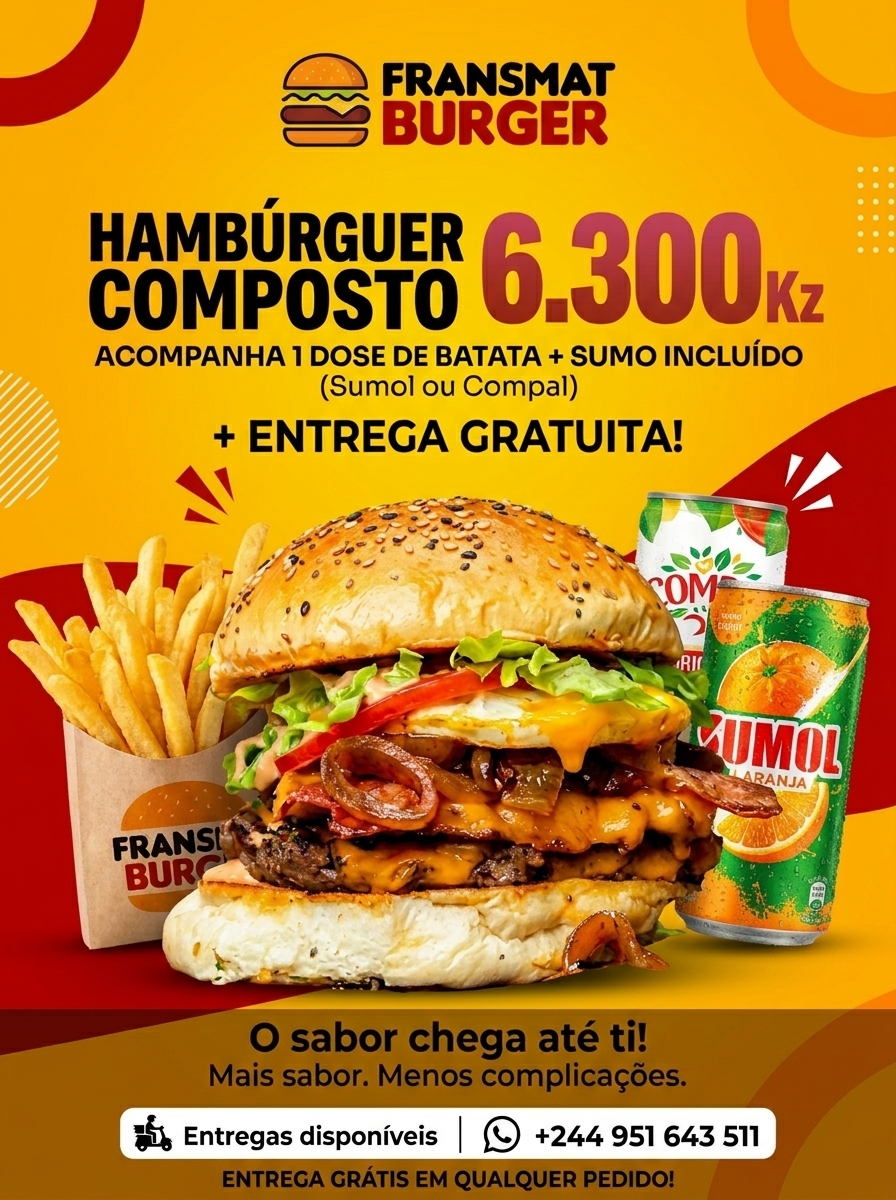 FRANSMAT
BURGER
HAMBÚRGUER
COMPOSTO
6.300Kz
ACOMPANHA 1 DOSE DE BATATA + SUMO INCLUÍDO
(Sumol ou Compal)
+ ENTREGA GRATUITA!
COM
SUMOL
LARANJA
FRANS
BURG
O sabor chega até ti!
Mais sabor. Menos complicações.
Entregas disponíveis
+244 951 643 511
ENTREGA GRÁTIS EM QUALQUER PEDIDO!